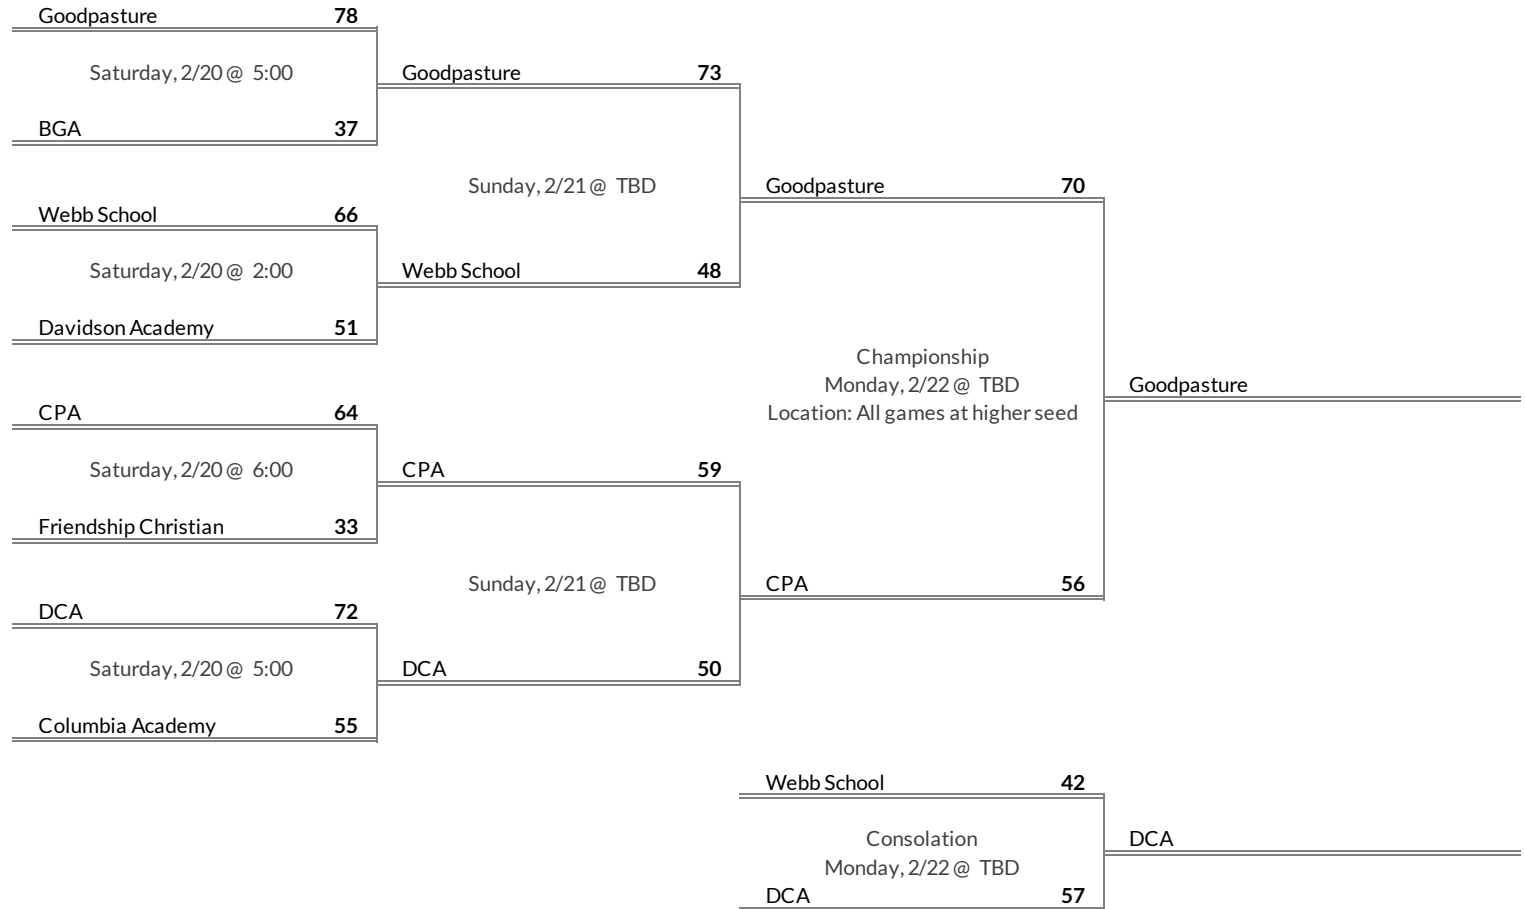 Goodpasture 78
Saturday, 2/20 @ 5:00
BGA 37
Webb School 66
Saturday, 2/20 @ 2:00
Davidson Academy 51
CPA 64
Saturday, 2/20 @ 6:00
Friendship Christian 33
DCA 72
Saturday, 2/20 @ 5:00
Columbia Academy 55
Goodpasture 73
Sunday, 2/21 @ TBD
Webb School 48
CPA 59
Sunday, 2/21 @ TBD
DCA 50
Goodpasture 70
Championship
Monday, 2/22 @ TBD
Location: All games at higher seed
CPA 56
Goodpasture
Webb School 42
Consolation
Monday, 2/22 @ TBD
DCA 57
DCA